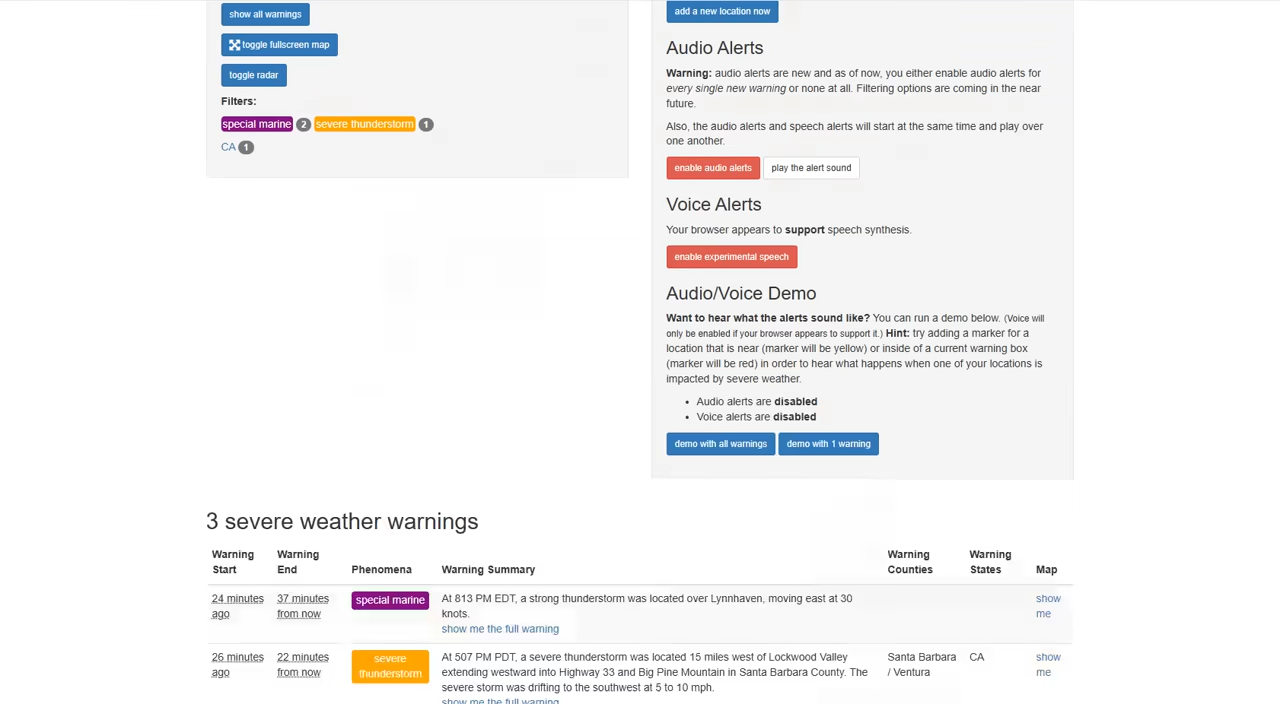 show all warnings
toggle fullscreen map
toggle radar
Filters:
special marine 2 severe thunderstorm 1
CA 1
add a new location now
Audio Alerts
Warning: audio alerts are new and as of now, you either enable audio alerts for
every single new warning or none at all. Filtering options are coming in the near
future.
Also, the audio alerts and speech alerts will start at the same time and play over
one another.
enable audio alerts play the alert sound
Voice Alerts
Your browser appears to support speech synthesis.
enable experimental speech
Audio/Voice Demo
Want to hear what the alerts sound like? You can run a demo below. (Voice will
only be enabled if your browser appears to support it.) Hint: try adding a marker for a
location that is near (marker will be yellow) or inside of a current warning box
(marker will be red) in order to hear what happens when one of your locations is
impacted by severe weather.
• Audio alerts are disabled
• Voice alerts are disabled
demo with all warnings demo with 1 warning
3 severe weather warnings
Warning Start Warning End Phenomena Warning Summary Warning Counties Warning States Map
24 minutes ago
37 minutes from now
special marine
At 813 PM EDT, a strong thunderstorm was located over Lynnhaven, moving east at 30
knots.
show me the full warning
show me
26 minutes ago
22 minutes from now
severe thunderstorm
At 507 PM PDT, a severe thunderstorm was located 15 miles west of Lockwood Valley
extending westward into Highway 33 and Big Pine Mountain in Santa Barbara County. The
severe storm was drifting to the southwest at 5 to 10 mph.
show me the full warning
Santa Barbara / Ventura
CA
show me